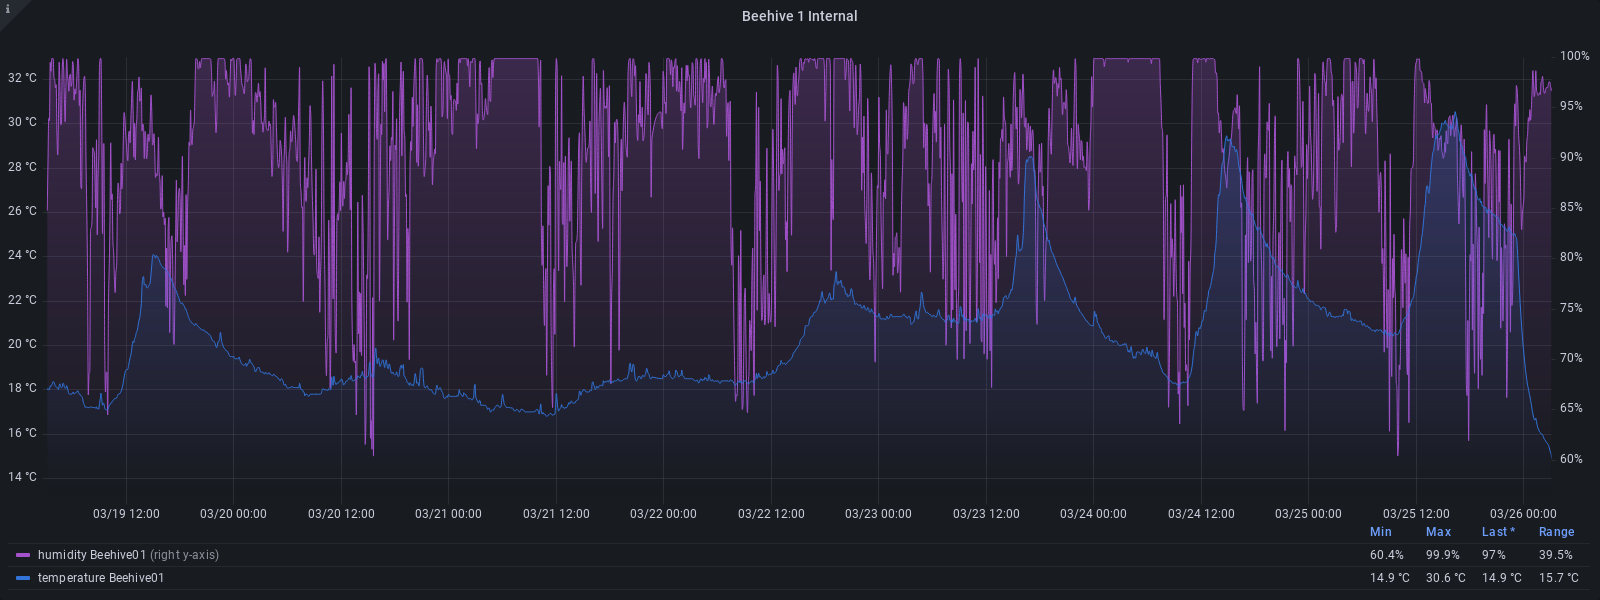 i
Beehive 1 Internal
32 °C
30 °C
28 °C
26 °C
24 °C
22 °C
20 °C
18 °C
16 °C
14 °C
100%
95%
90%
85%
80%
75%
70%
65%
60%
03/19 12:00 03/20 00:00 03/20 12:00 03/21 00:00 03/21 12:00 03/22 00:00 03/22 12:00 03/23 00:00 03/23 12:00 03/24 00:00 03/24 12:00 03/25 00:00 03/25 12:00 03/26 00:00
Min Max Last * Range
humidity Beehive01 (right y-axis) 60.4% 99.9% 97% 39.5%
temperature Beehive01 14.9 °C 30.6 °C 14.9 °C 15.7 °C